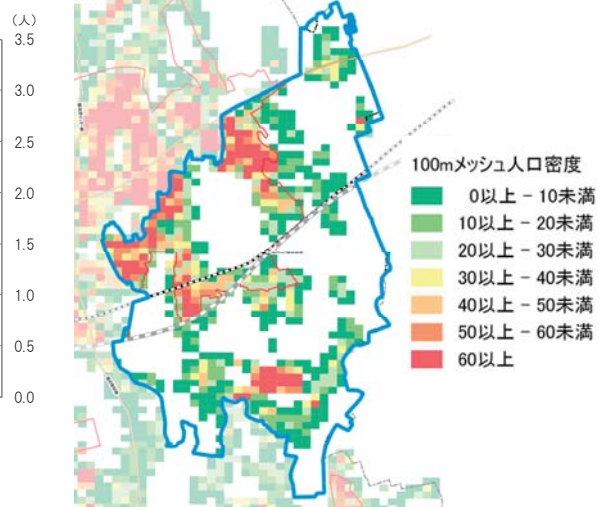 (人)
3.5
3.0
2.5
2.0
1.5
1.0
0.5
0.0
100mメッシュ人口密度
0以上 - 10未満
10以上 - 20未満
20以上 - 30未満
30以上 - 40未満
40以上 - 50未満
50以上 - 60未満
60以上